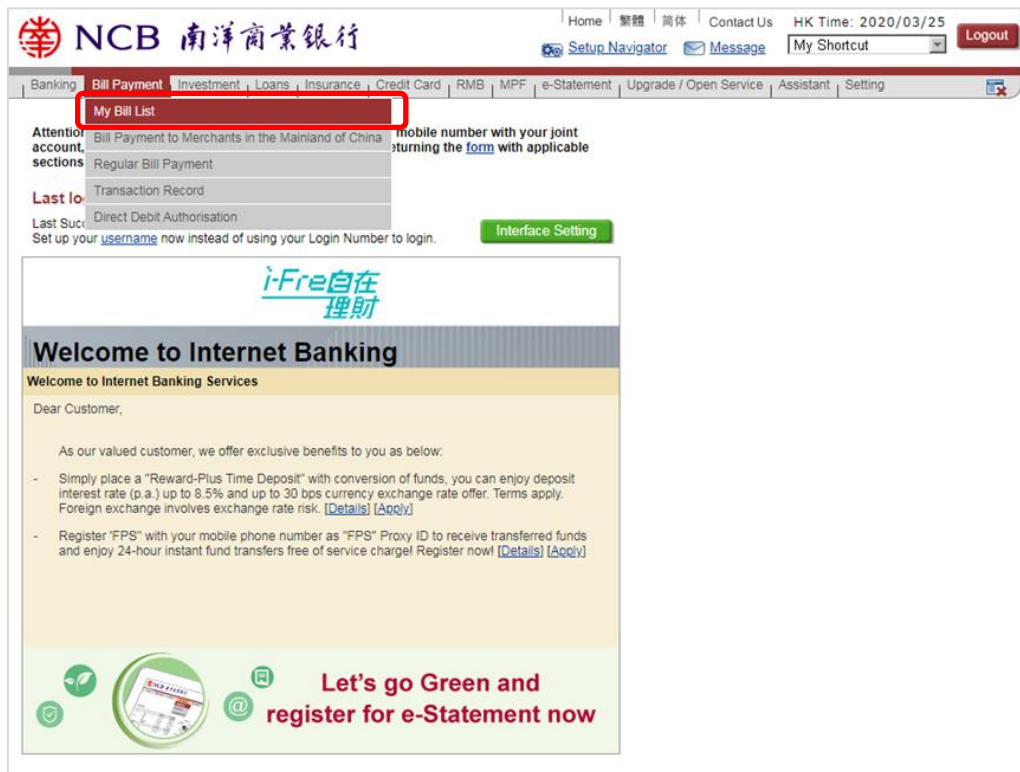 NCB 南洋商業銀行
Home 繁體 简体 Contact Us HK Time: 2020/03/25
Setup Navigator Message My Shortcut Logout
Banking Bill Payment Investment Loans Insurance Credit Card RMB MPF e-Statement Upgrade / Open Service Assistant Setting
My Bill List
Bill Payment to Merchants in the Mainland of China
Regular Bill Payment
Transaction Record
Direct Debit Authorisation
mobile number with your joint
account, eturning the form with applicable
sections
Last
Last
Set up your username now instead of using your Login Number to login.
Interface Setting
i-Free自在
理財
Welcome to Internet Banking
Welcome to Internet Banking Services
Dear Customer,
As our valued customer, we offer exclusive benefits to you as below:
- Simply place a "Reward-Plus Time Deposit" with conversion of funds, you can enjoy deposit
interest rate (p.a.) up to 8.5% and up to 30 bps currency exchange rate offer. Terms apply.
Foreign exchange involves exchange rate risk. [Details] [Apply]
- Register "FPS" with your mobile phone number as "FPS" Proxy ID to receive transferred funds
and enjoy 24-hour instant fund transfers free of service charge! Register now! [Details] [Apply]
Let's go Green and
register for e-Statement now